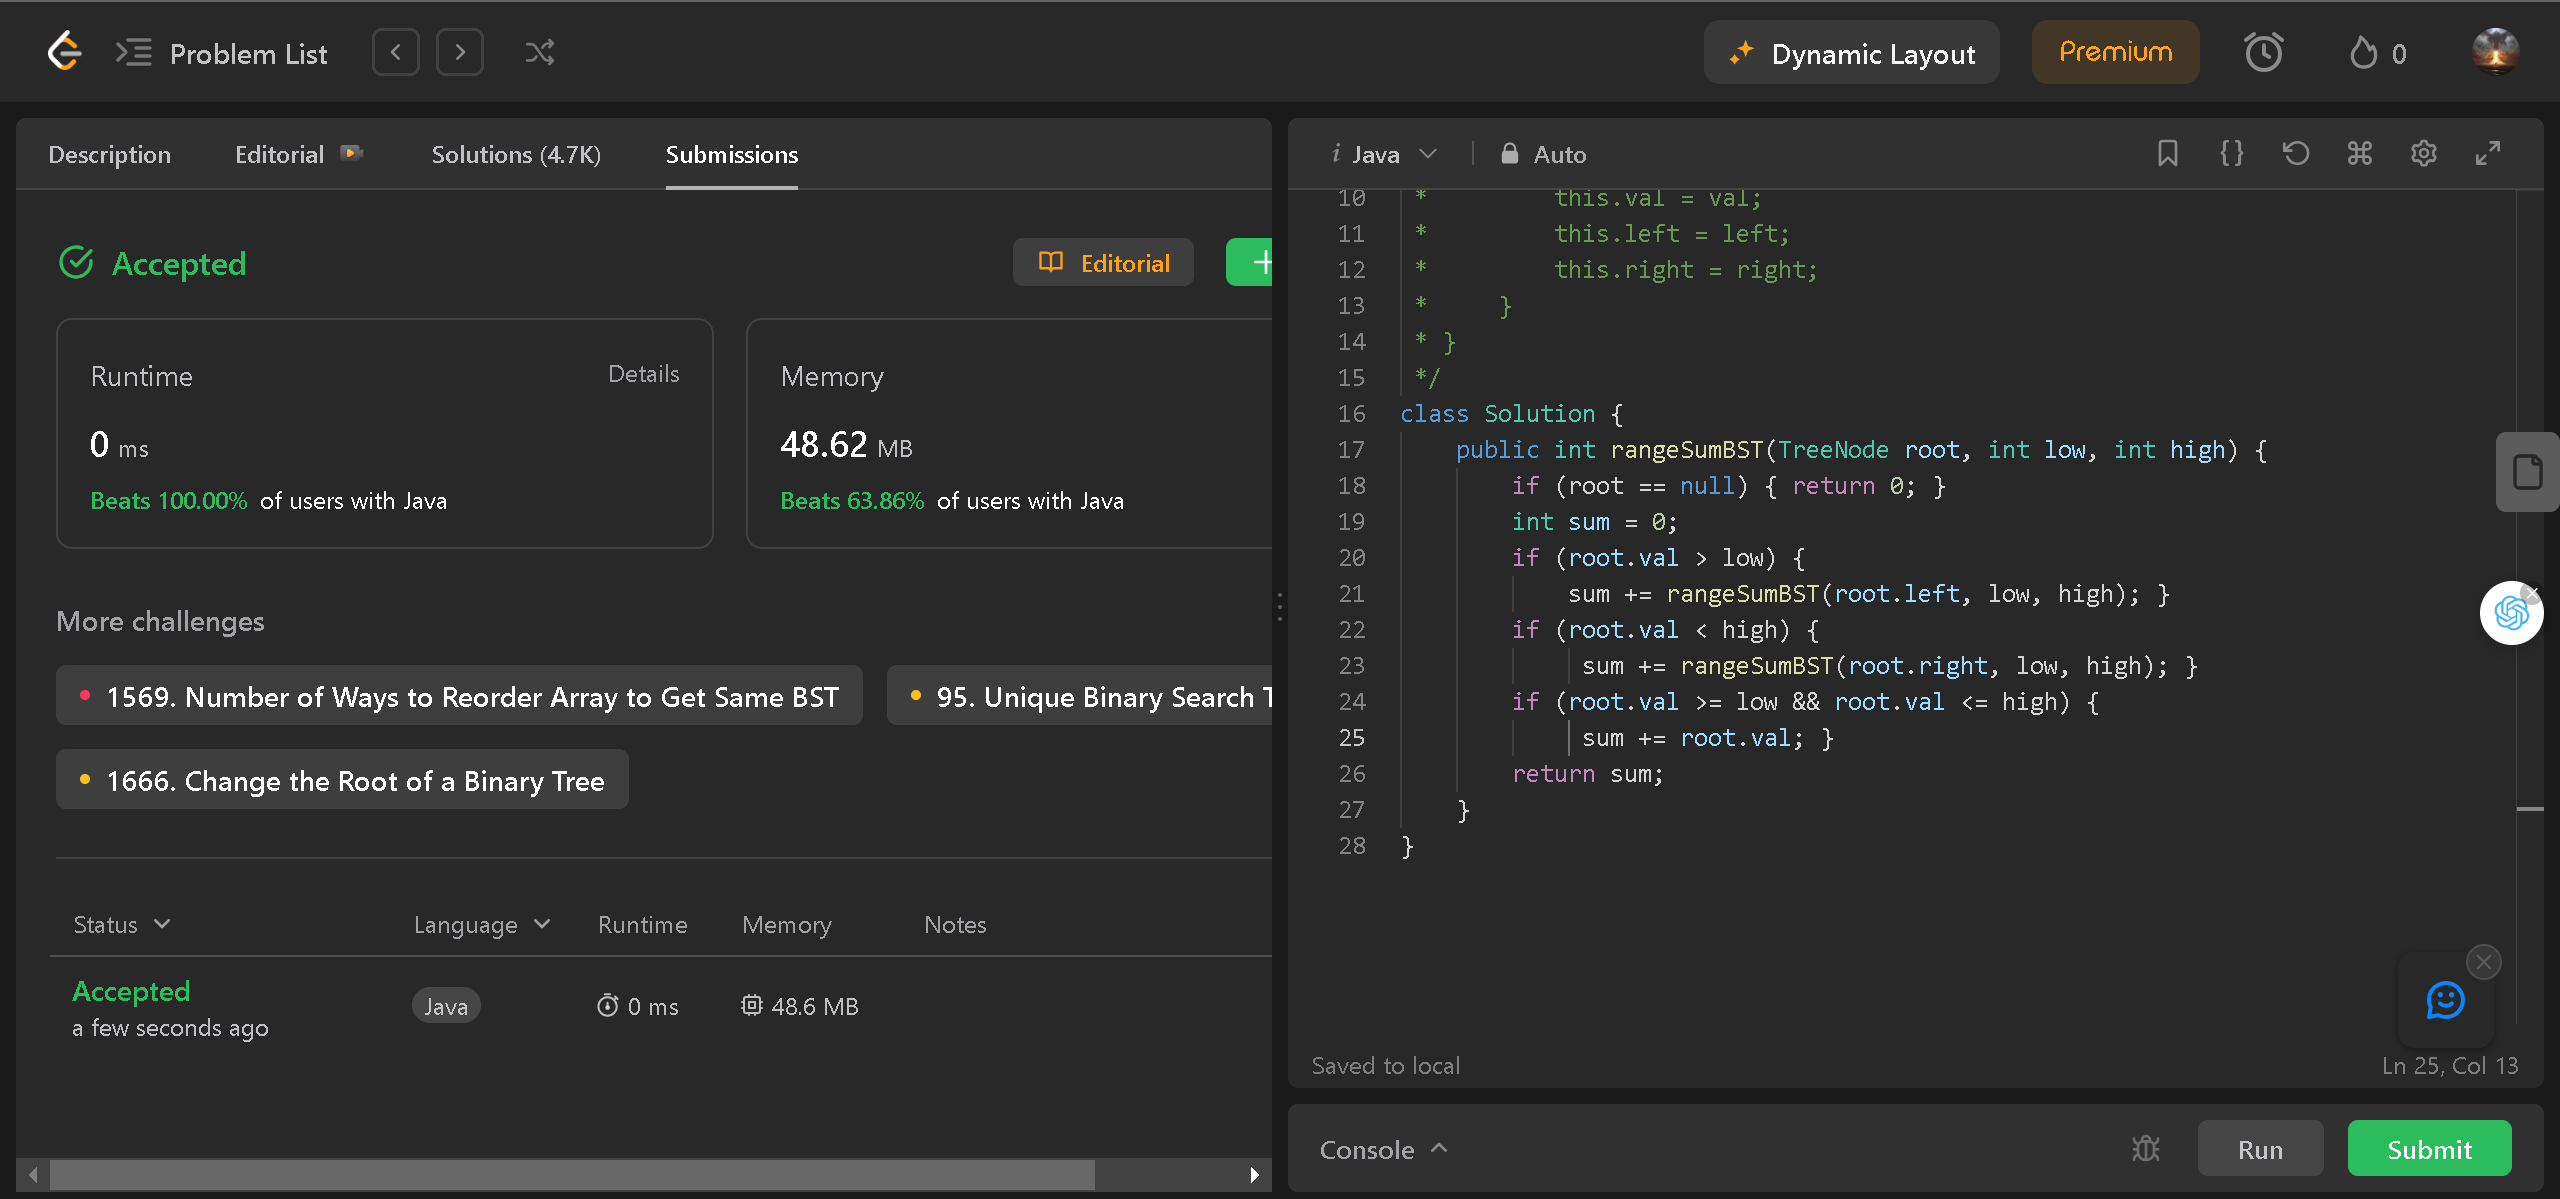 Problem List
Dynamic Layout
Premium
0
Description
Editorial
Solutions (4.7K)
Submissions
Accepted
Editorial
+
Runtime
Details
0 ms
Beats 100.00% of users with Java
Memory
48.62 MB
Beats 63.86% of users with Java
More challenges
1569. Number of Ways to Reorder Array to Get Same BST
95. Unique Binary Search T
1666. Change the Root of a Binary Tree
Status Language Runtime Memory Notes
Accepted
a few seconds ago
Java
0 ms
48.6 MB
i Java
Auto
10 * this.val = val;
11 * this.left = left;
12 * this.right = right;
13 * }
14 * }
15 */
16 class Solution {
17 public int rangeSumBST(TreeNode root, int low, int high) {
18 if (root == null) { return 0; }
19 int sum = 0;
20 if (root.val > low) {
21 sum += rangeSumBST(root.left, low, high); }
22 if (root.val < high) {
23 sum += rangeSumBST(root.right, low, high); }
24 if (root.val >= low && root.val <= high) {
25 sum += root.val; }
26 return sum;
27 }
28 }
Saved to local
Ln 25, Col 13
Console
Run
Submit